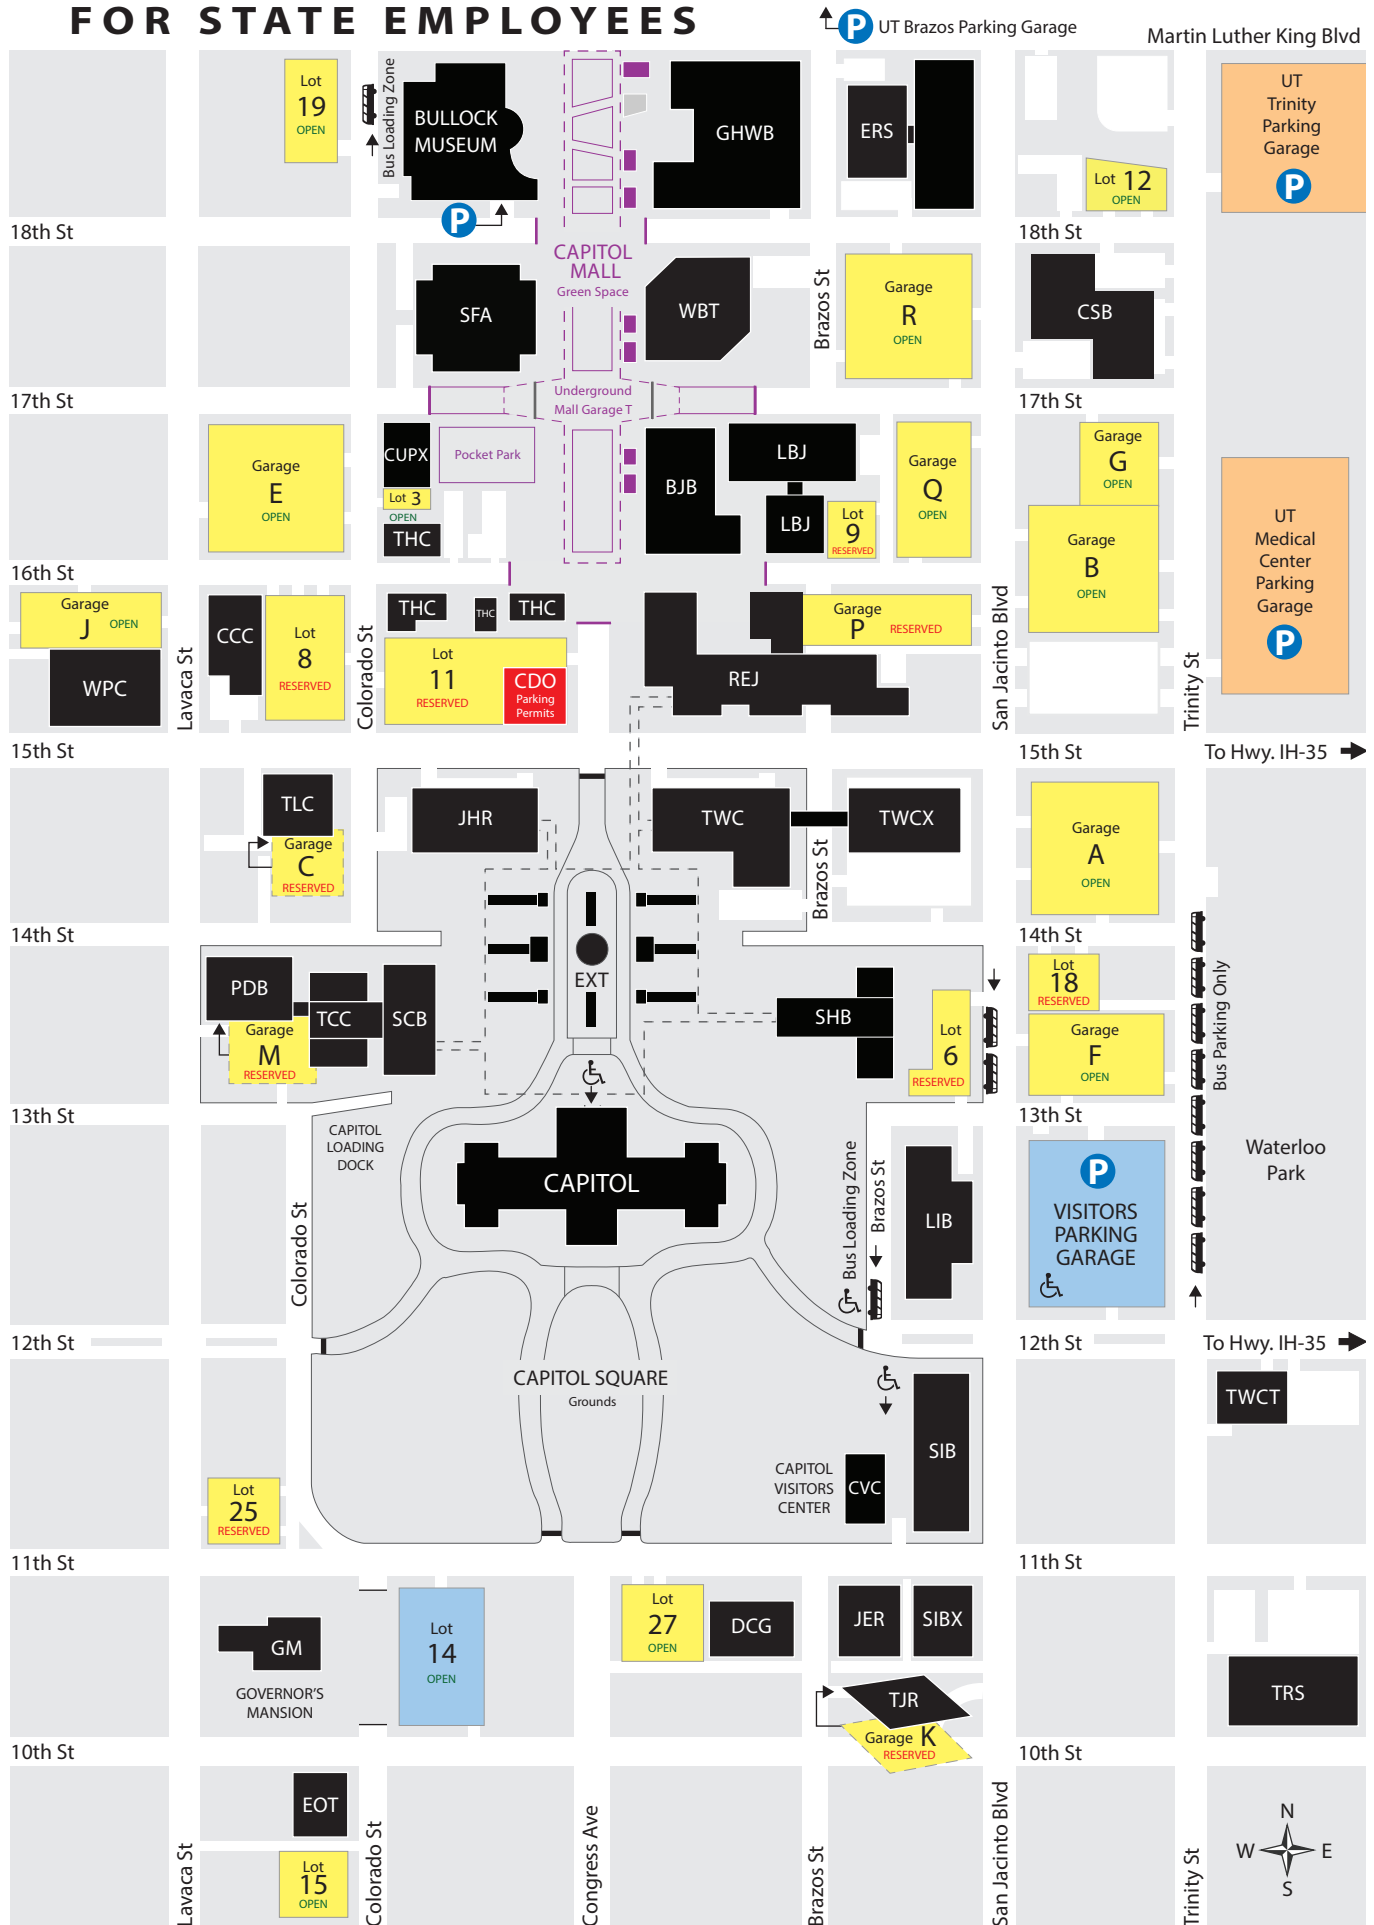 FOR STATE EMPLOYEES
P UT Brazos Parking Garage
Martin Luther King Blvd
Lot
19
OPEN
Bus Loading Zone
BULLOCK
MUSEUM
P
GHWB
ERS
Lot 12
OPEN
UT
Trinity
Parking
Garage
P
18th St
18th St
CAPITOL
MALL
Green Space
SFA
WBT
Brazos St
Garage
R
OPEN
CSB
17th St
Underground
Mall Garage T
17th St
Garage
E
OPEN
CUPX
Lot 3
OPEN
THC
Pocket Park
BJB
LBJ
LBJ
Lot
9
RESERVED
Garage
Q
OPEN
Garage
G
OPEN
Garage
B
OPEN
UT
Medical
Center
Parking
Garage
P
16th St
Garage
J OPEN
WPC
Lavaca St
CCC
Lot
8
RESERVED
Colorado St
THC
THC
THC
Lot
11
RESERVED
CDO
Parking
Permits
REJ
Garage
P RESERVED
San Jacinto Blvd
Trinity St
15th St
15th St
To Hwy. IH-35
TLC
Garage
C
RESERVED
JHR
TWC
Brazos St
TWCX
Garage
A
OPEN
14th St
14th St
EXT
PDB
TCC
SCB
Garage
M
RESERVED
SHB
Lot
6
RESERVED
Lot
18
RESERVED
Garage
F
OPEN
Bus Parking Only
13th St
13th St
CAPITOL
LOADING
DOCK
CAPITOL
Colorado St
Bus Loading Zone
Brazos St
LIB
P
VISITORS
PARKING
GARAGE
Waterloo
Park
12th St
12th St
To Hwy. IH-35
CAPITOL SQUARE
Grounds
TWCT
SIB
CAPITOL
VISITORS
CENTER
CVC
Lot
25
RESERVED
11th St
11th St
GM
GOVERNOR'S
MANSION
Lot
14
OPEN
Lot
27
OPEN
DCG
JER
SIBX
TJR
Garage K
RESERVED
TRS
10th St
10th St
EOT
Lot
15
OPEN
Lavaca St
Colorado St
Congress Ave
Brazos St
San Jacinto Blvd
Trinity St
N
W E
S